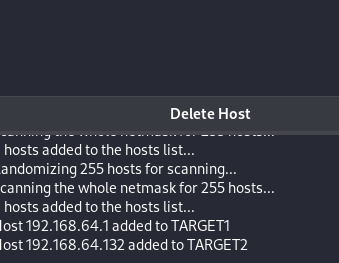 Delete Host
canning the whole netmask for 255 hosts...
hosts added to the hosts list...
andomizing 255 hosts for scanning...
canning the whole netmask for 255 hosts...
hosts added to the hosts list...
Host 192.168.64.1 added to TARGET1
Host 192.168.64.132 added to TARGET2